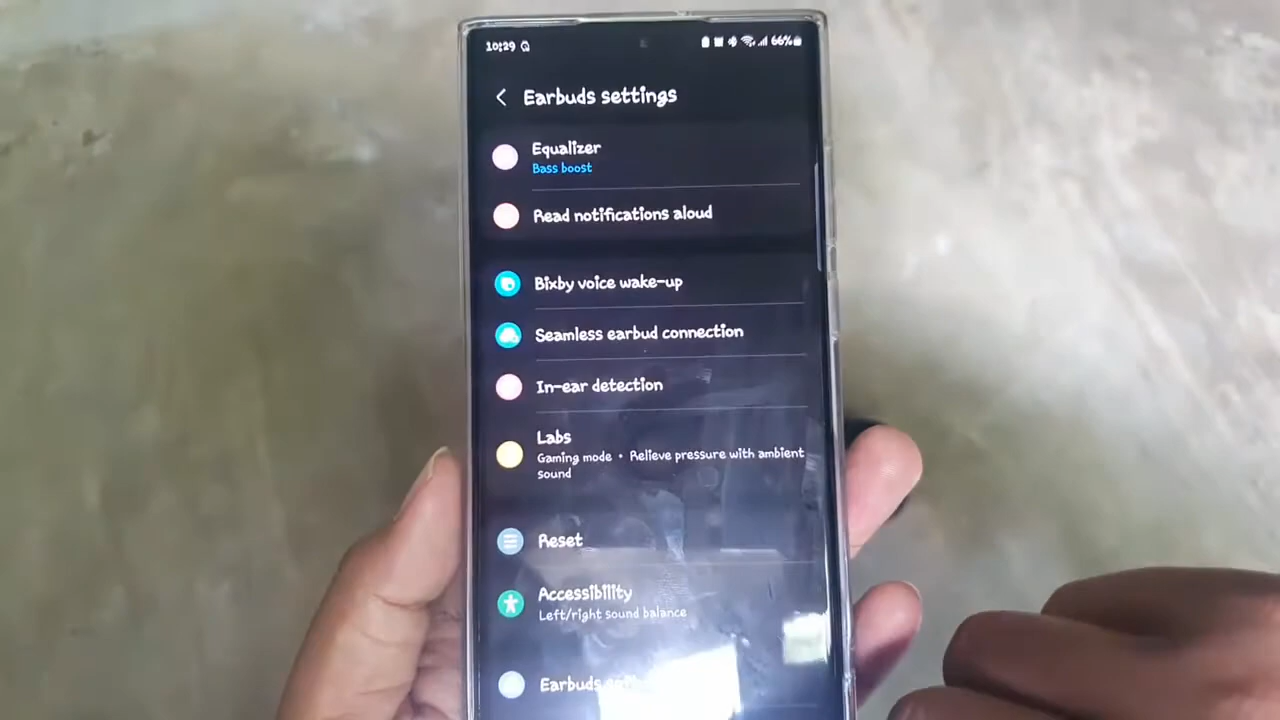 10:29
66%
Earbuds settings
Equalizer
Bass boost
Read notifications aloud
Bixby voice wake-up
Seamless earbud connection
In-ear detection
Labs
Gaming mode • Relieve pressure with ambient
sound
Reset
Accessibility
Left/right sound balance
Earbuds